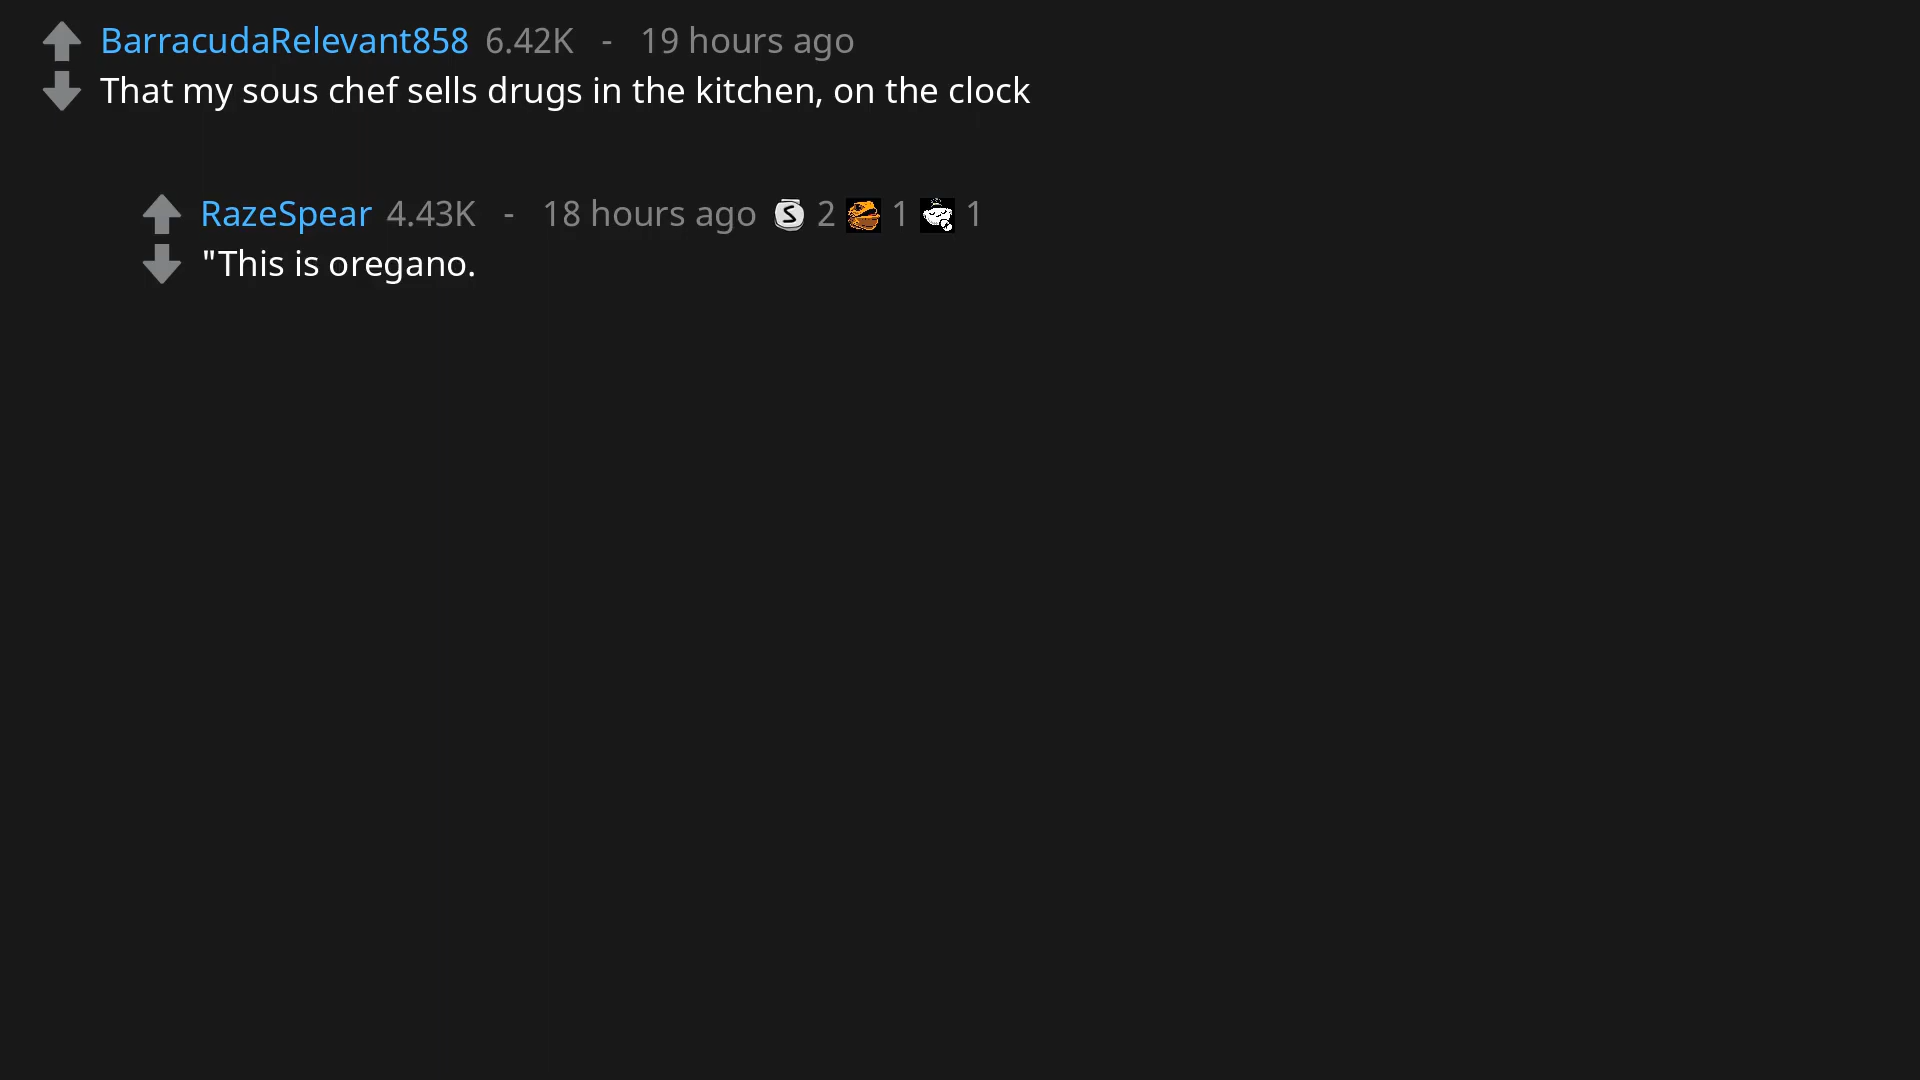 BarracudaRelevant858 6.42K - 19 hours ago
That my sous chef sells drugs in the kitchen, on the clock
RazeSpear 4.43K - 18 hours ago S 2 1 1
"This is oregano.